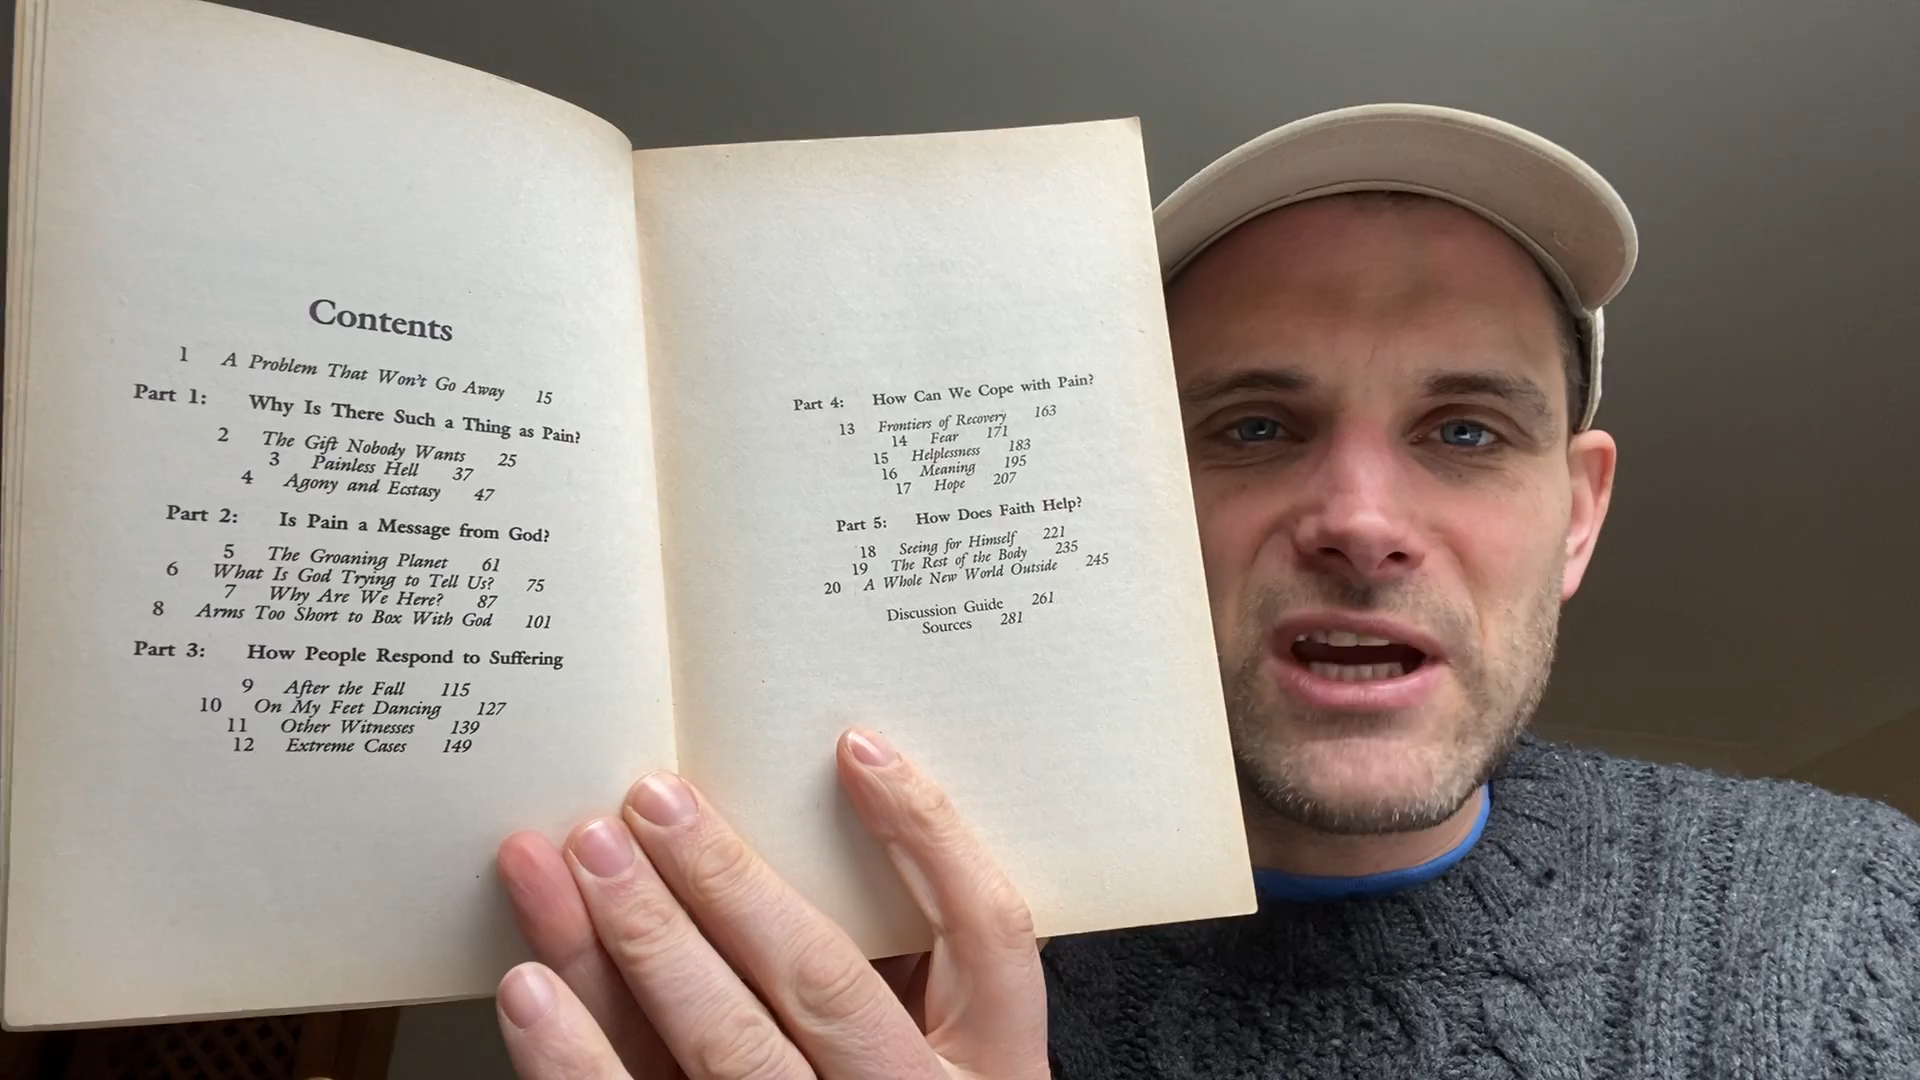 Contents
1 A Problem That Won't Go Away 15
Part 1: Why Is There Such a Thing as Pain?
2 The Gift Nobody Wants 25
3 Painless Hell 37
4 Agony and Ecstasy 47
Part 2: Is Pain a Message from God?
5 The Groaning Planet 61
6 What Is God Trying to Tell Us? 75
7 Why Are We Here? 87
8 Arms Too Short to Box With God 101
Part 3: How People Respond to Suffering
9 After the Fall 115
10 On My Feet Dancing 127
11 Other Witnesses 139
12 Extreme Cases 149
Part 4: How Can We Cope with Pain?
13 Frontiers of Recovery 163
14 Fear 171
15 Helplessness 183
16 Meaning 195
17 Hope 207
Part 5: How Does Faith Help?
18 Seeing for Himself 221
19 The Rest of the Body 235
20 A Whole New World Outside 245
Discussion Guide 261
Sources 281